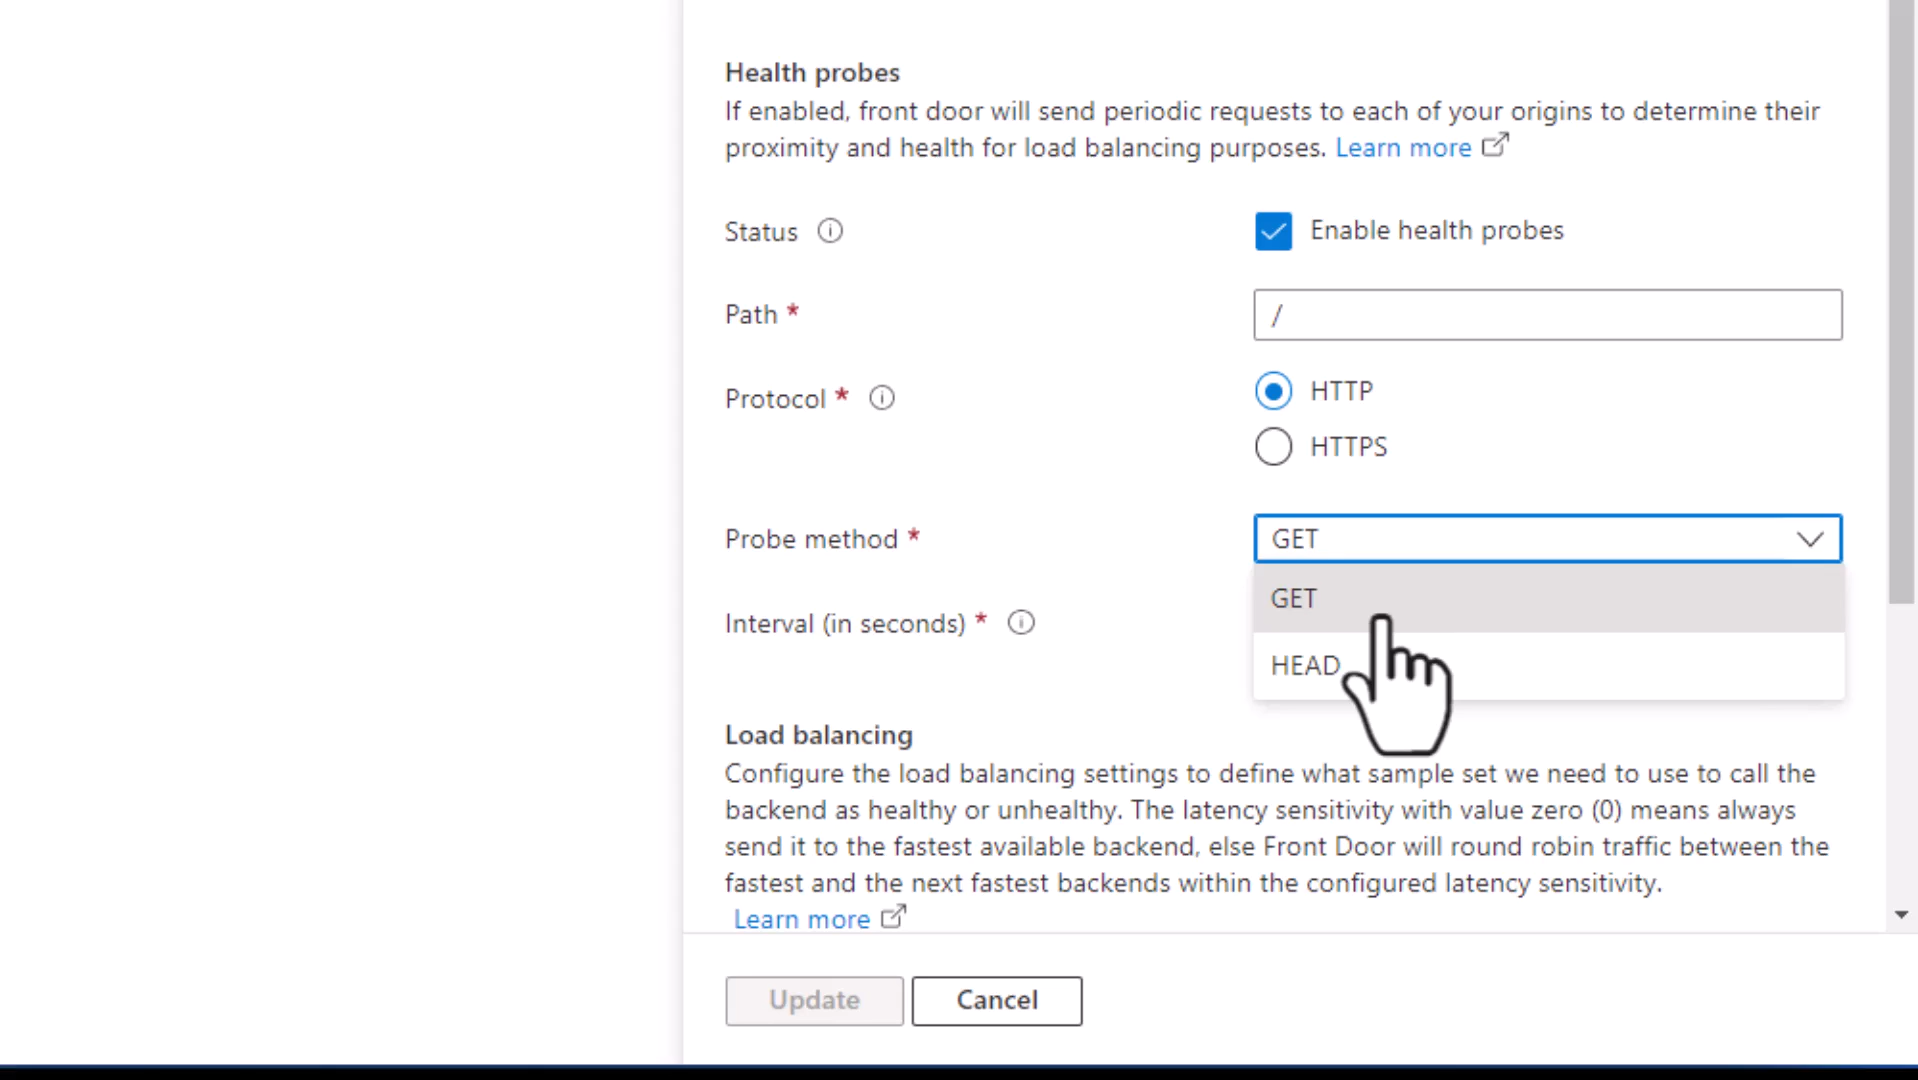 Health probes
If enabled, front door will send periodic requests to each of your origins to determine their
proximity and health for load balancing purposes. Learn more
Status
Enable health probes
Path *
/
Protocol *
HTTP
HTTPS
Probe method *
GET
GET
Interval (in seconds) *
HEAD
Load balancing
Configure the load balancing settings to define what sample set we need to use to call the
backend as healthy or unhealthy. The latency sensitivity with value zero (0) means always
send it to the fastest available backend, else Front Door will round robin traffic between the
fastest and the next fastest backends within the configured latency sensitivity.
Learn more
Update
Cancel